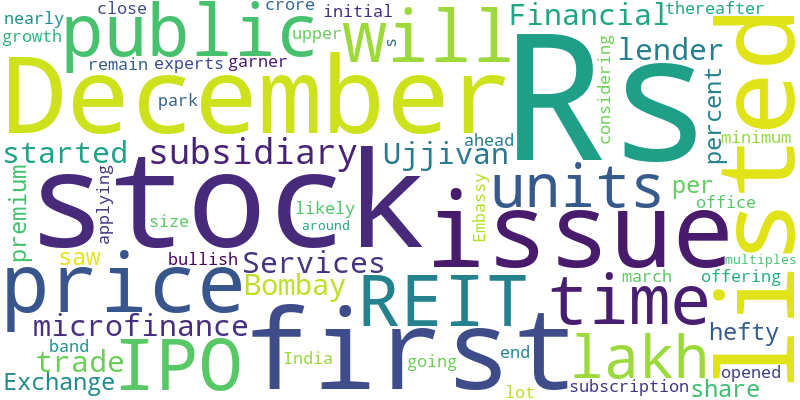 nearly
close
crore
initial
Financial
thereafter
growth
public
upper
will
s
December
remain
experts
garner
park
Rs
considering
lender
percent
listed
minimum
started
subsidiary
Ujjivan
ahead
premium
applying
stock
size
likely
around
issue
Embassy
units
per
office
saw
bullish
Services
Bombay
price
REIT
time
march
multiples
offering
microfinance
band
trade
IPO
first
India
going
end
lot
lakh
hefty
opened
Exchange
subscription
share